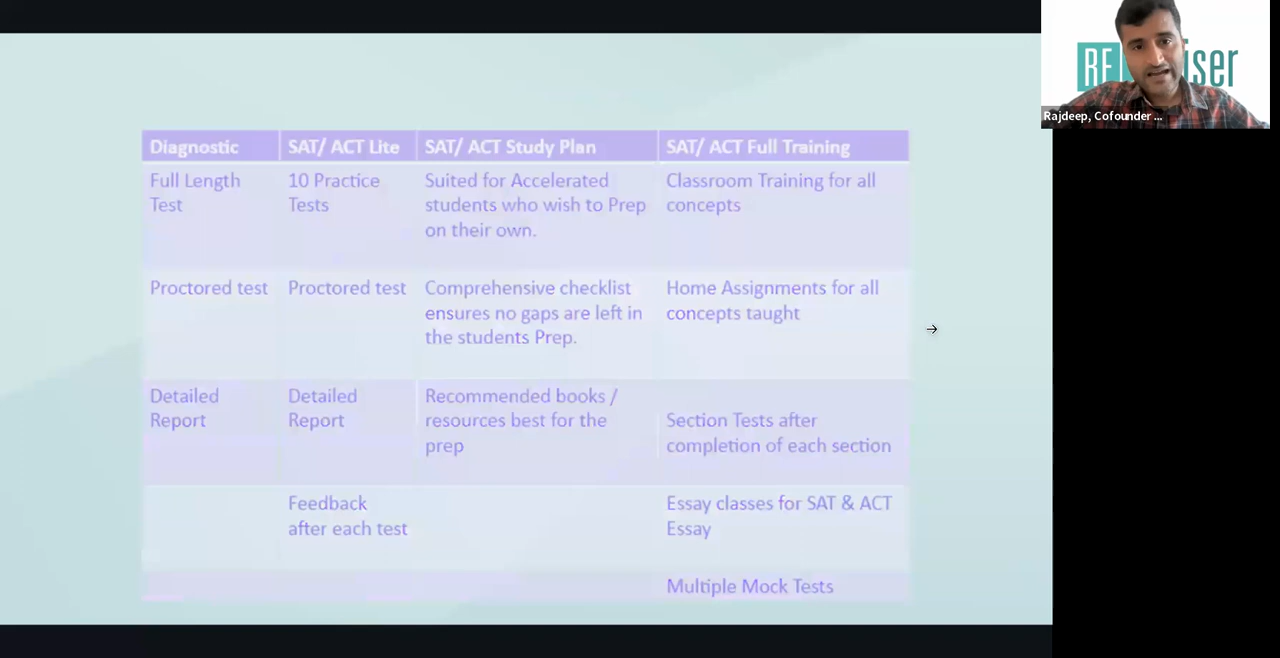 Diagnostic SAT/ ACT Lite SAT/ ACT Study Plan SAT/ ACT Full Training
Full Length
Test
10 Practice
Tests
Suited for Accelerated
students who wish to Prep
on their own.
Classroom Training for all
concepts
Proctored test
Proctored test
Comprehensive checklist
ensures no gaps are left in
the students Prep.
Home Assignments for all
concepts taught
Detailed
Report
Detailed
Report
Recommended books /
resources best for the
prep
Section Tests after
completion of each section
Feedback
after each test
Essay classes for SAT & ACT
Essay
Multiple Mock Tests
Rajdeep, Cofounder ...